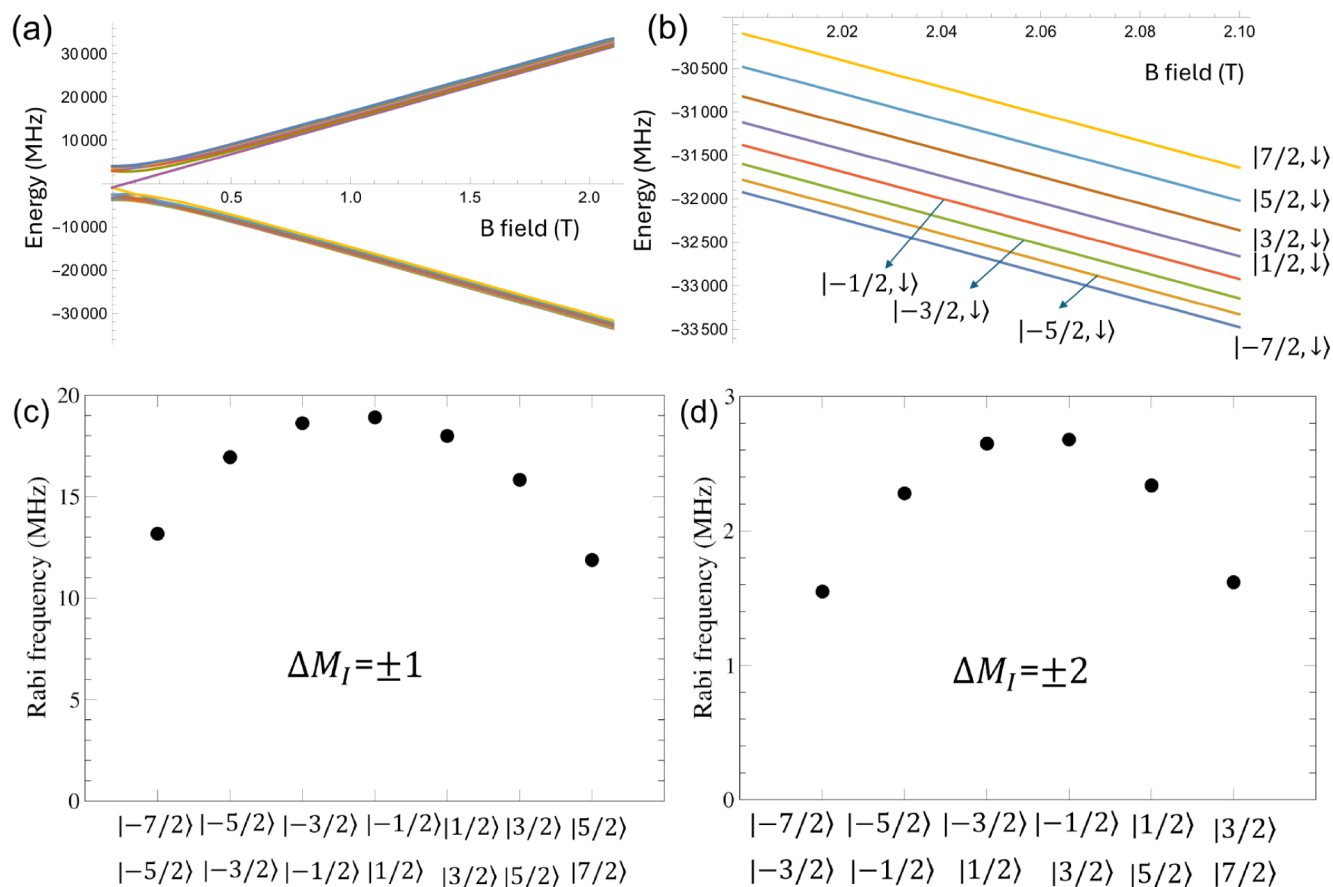 (a)
30 000
20 000
10 000
−10 000
−20 000
−30 000
0.5
1.0
1.5
2.0
Energy (MHz)
B field (T)
(b)
2.02
2.04
2.06
2.08
2.10
B field (T)
−30 500
−31 000
−31 500
−32 000
−32 500
−33 000
−33 500
Energy (MHz)
|7/2, ↓⟩
|5/2, ↓⟩
|3/2, ↓⟩
|1/2, ↓⟩
|−1/2, ↓⟩
|−3/2, ↓⟩
|−5/2, ↓⟩
|−7/2, ↓⟩
(c)
20
15
10
5
0
Rabi frequency (MHz)
ΔM_I=±1
|−7/2⟩ |−5/2⟩ |−3/2⟩ |−1/2⟩ |1/2⟩ |3/2⟩ |5/2⟩
|−5/2⟩ |−3/2⟩ |−1/2⟩ |1/2⟩ |3/2⟩ |5/2⟩ |7/2⟩
(d)
3
2
1
0
Rabi frequency (MHz)
ΔM_I=±2
|−7/2⟩ |−5/2⟩ |−3/2⟩ |−1/2⟩ |1/2⟩ |3/2⟩
|−3/2⟩ |−1/2⟩ |1/2⟩ |3/2⟩ |5/2⟩ |7/2⟩